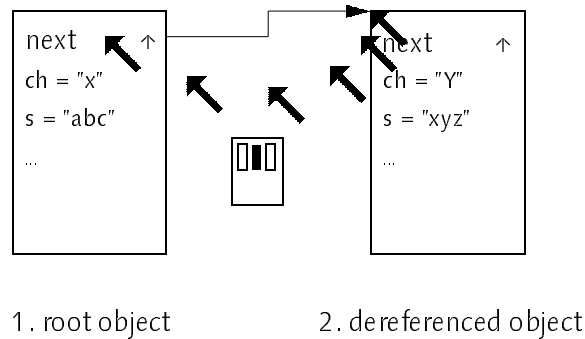 next ↑
ch = "x"
s = "abc"
...
next ↑
ch = "Y"
s = "xyz"
...
1. root object
2. dereferenced object